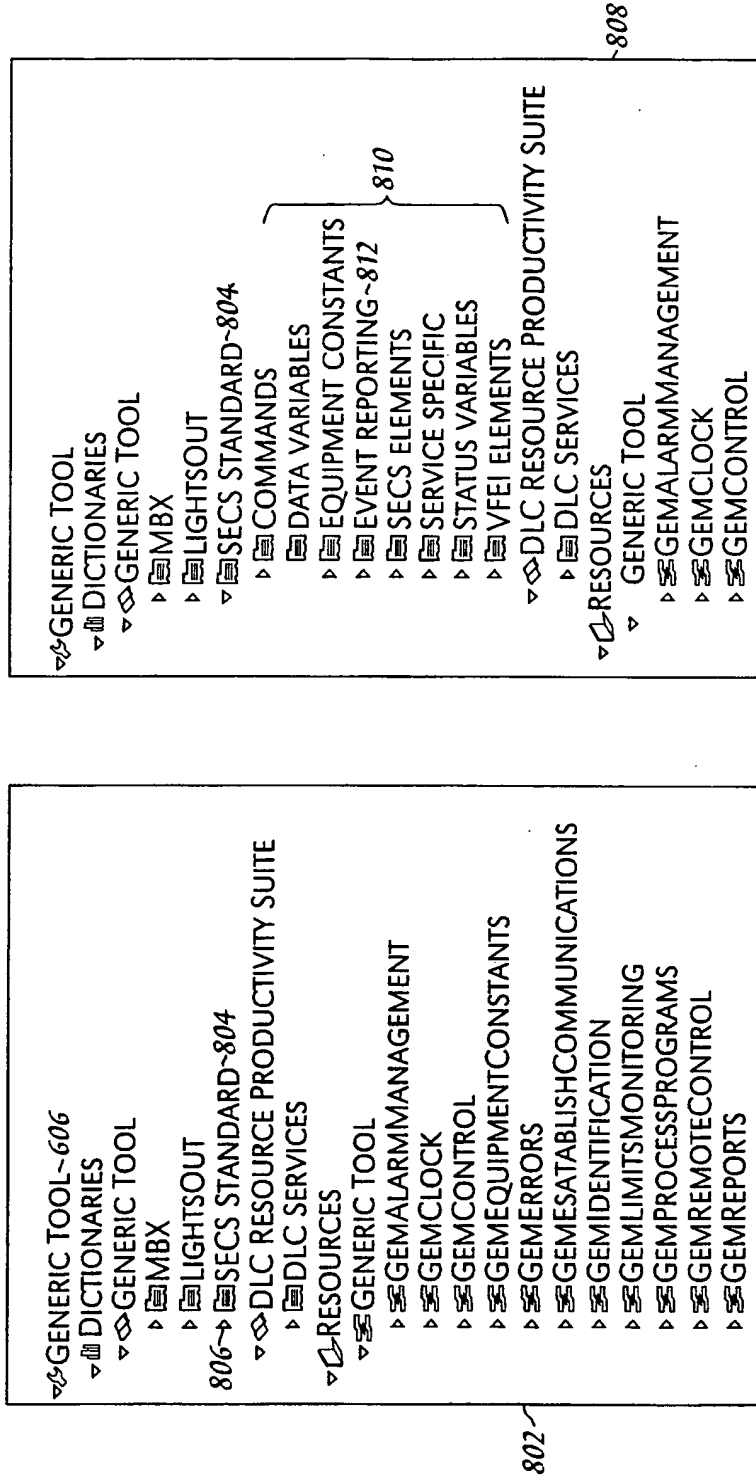 GENERIC TOOL~606
DICTIONARIES
GENERIC TOOL
MBX
LIGHTSOUT
806 SECS STANDARD~804
DLC RESOURCE PRODUCTIVITY SUITE
DLC SERVICES
RESOURCES
GENERIC TOOL
GEMALARMMANAGEMENT
GEMCLOCK
GEMCONTROL
GEMEQUIPMENTCONSTANTS
GEMERRORS
GEMESATABLISHCOMMUNICATIONS
GEMIDENTIFICATION
GEMLIMITSMONITORING
GEMPROCESSPROGRAMS
GEMREMOTECONTROL
GEMREPORTS
802
GENERIC TOOL
DICTIONARIES
GENERIC TOOL
MBX
LIGHTSOUT
SECS STANDARD~804
COMMANDS
DATA VARIABLES
EQUIPMENT CONSTANTS
EVENT REPORTING~812
SECS ELEMENTS
SERVICE SPECIFIC
STATUS VARIABLES
VFEI ELEMENTS
810
DLC RESOURCE PRODUCTIVITY SUITE
DLC SERVICES
RESOURCES
GENERIC TOOL
GEMALARMMANAGEMENT
GEMCLOCK
GEMCONTROL
808